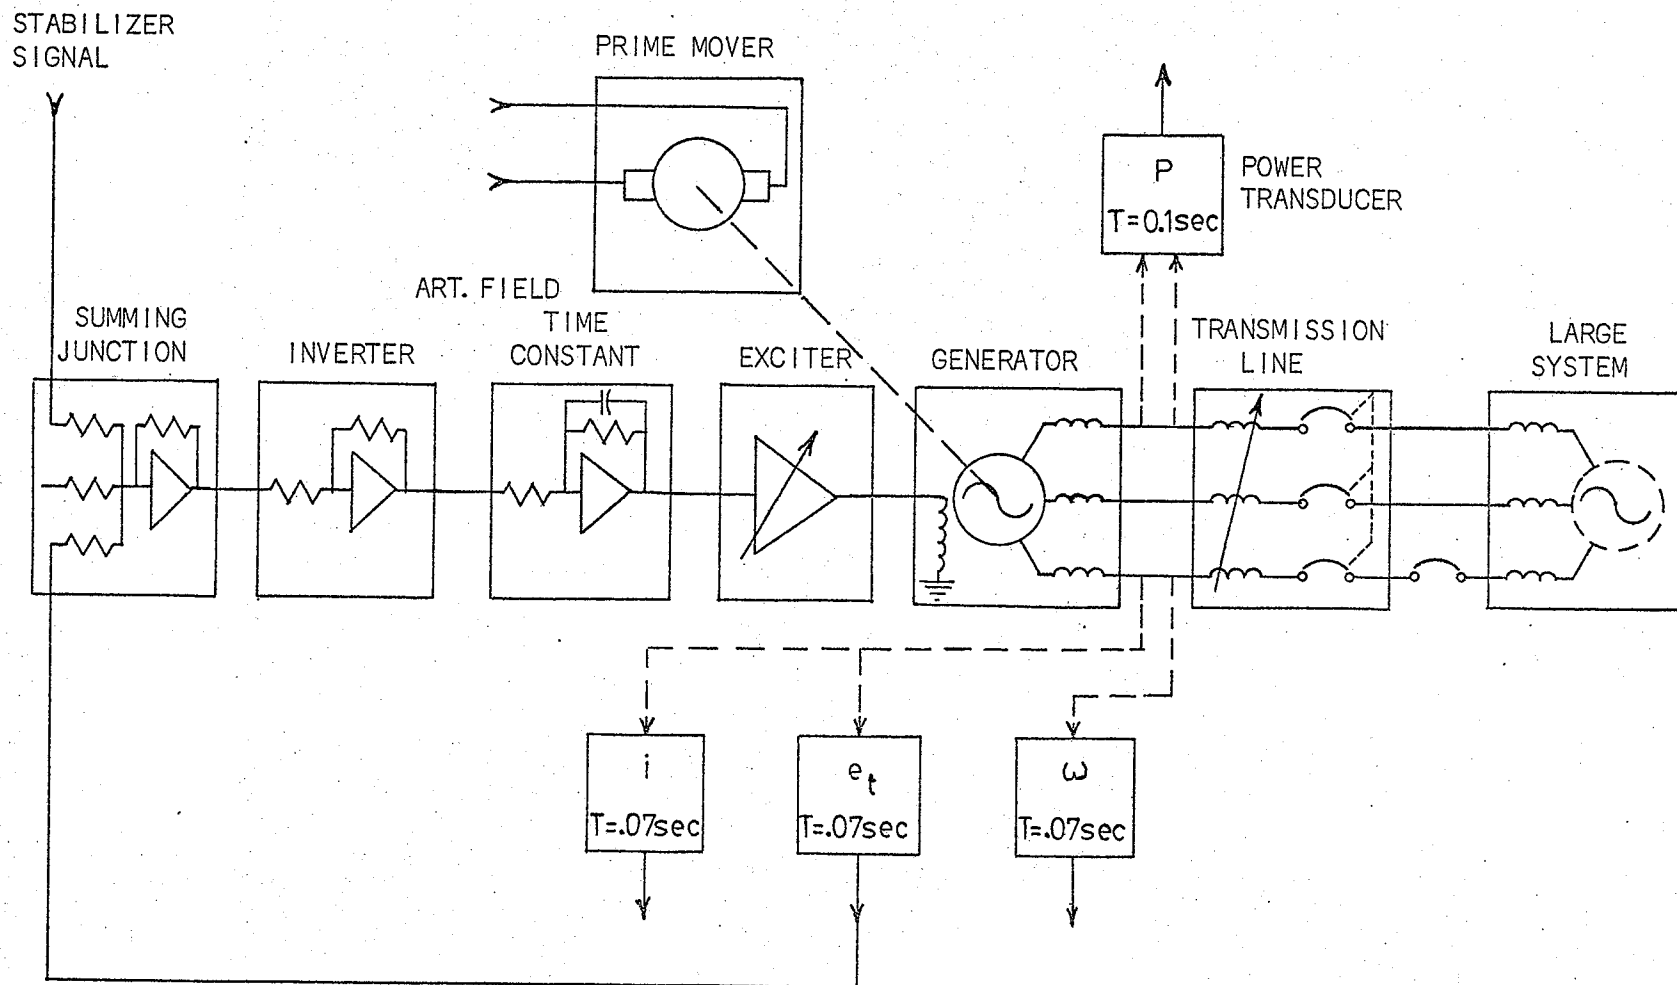 STABILIZER
SIGNAL
PRIME MOVER
P
T=0.1sec
POWER
TRANSDUCER
ART. FIELD
TIME
CONSTANT
SUMMING
JUNCTION
INVERTER
EXCITER
GENERATOR
TRANSMISSION
LINE
LARGE
SYSTEM
i
T=.07sec
et
T=.07sec
ω
T=.07sec